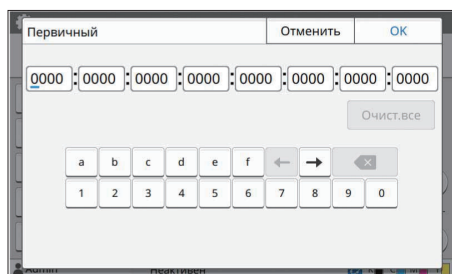 Первичный Отменить OK
0000:0000:0000:0000:0000:0000:0000:0000
Очист.все
a b c d e f ← →
1 2 3 4 5 6 7 8 9 0
Admin Неактивен